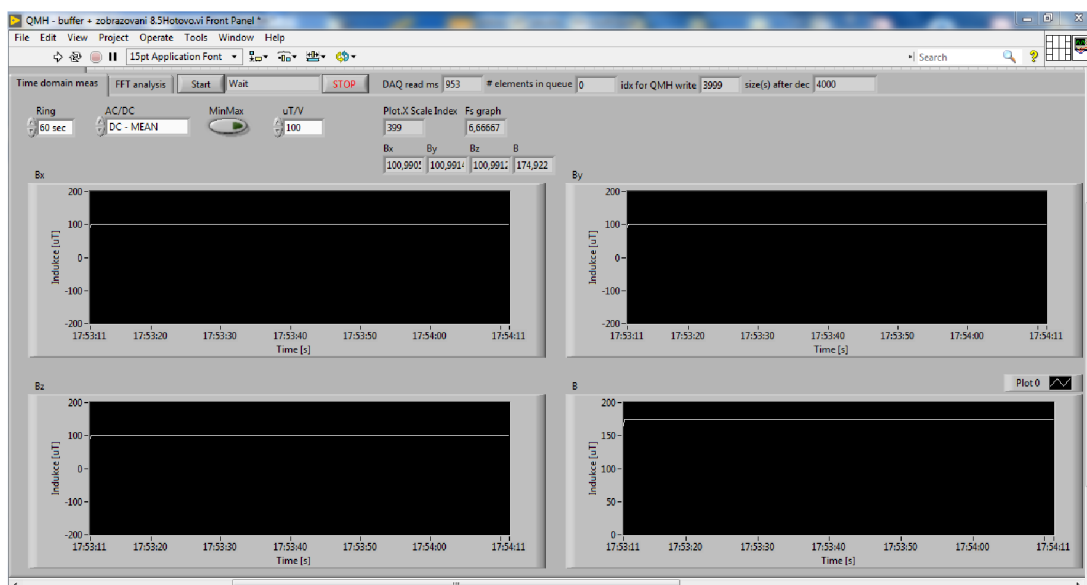 QMH - buffer + zobrazovani 8.5Hotovo.vi Front Panel *
File Edit View Project Operate Tools Window Help
15pt Application Font
Search
Time domain meas FFT analysis Start Wait STOP DAQ read ms 953 # elements in queue 0 idx for QMH write 3999 size(s) after dec 4000
Ring AC/DC MinMax uT/V Plot.X Scale Index Fs graph
60 sec DC - MEAN 100 399 6,66667
Bx By Bz B
174,922
Bx By
200 200
100 100
0 0
-100 -100
-200 -200
Indukce [uT] Indukce [uT]
17:53:11 17:53:20 17:53:30 17:53:40 17:53:50 17:54:00 17:54:11 17:53:11 17:53:20 17:53:30 17:53:40 17:53:50 17:54:00 17:54:11
Time [s] Time [s]
Bz B Plot 0
200 200
100 150
0 100
-100 50
-200 0
Indukce [uT] Indukce [uT]
17:53:11 17:53:20 17:53:30 17:53:40 17:53:50 17:54:00 17:54:11 17:53:11 17:53:20 17:53:30 17:53:40 17:53:50 17:54:00 17:54:11
Time [s] Time [s]